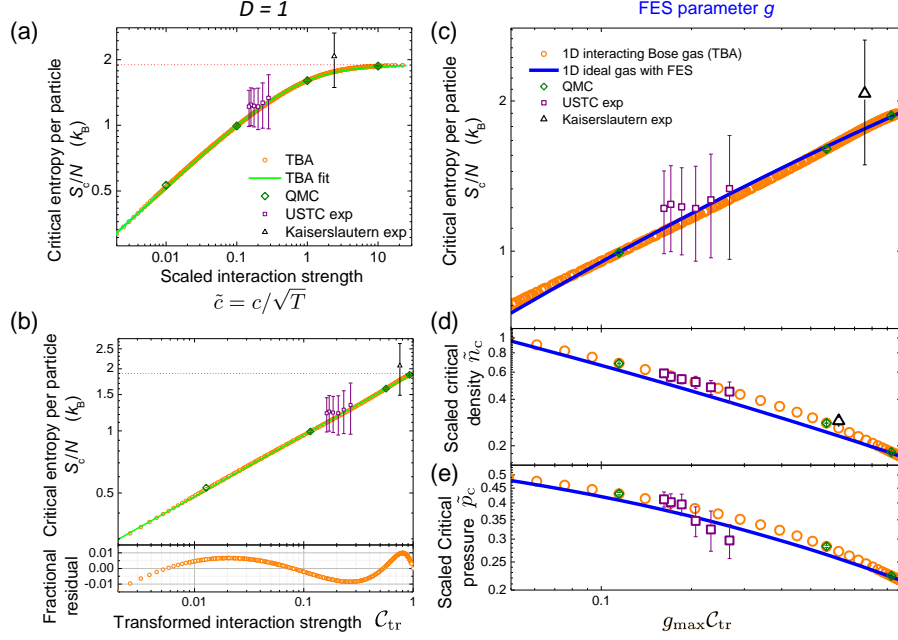 D = 1
FES parameter g
(a)
Critical entropy per particle
S_c/N (k_B)
2
1
0.5
TBA
TBA fit
QMC
USTC exp
Kaiserslautern exp
0.01
0.1
1
10
Scaled interaction strength
c̃ = c/√T
(b)
Critical entropy per particle
S_c/N (k_B)
2.5
2
1.5
1
0.5
Fractional
residual
0.01
0.00
-0.01
0.01
0.1
1
Transformed interaction strength C_tr
(c)
Critical entropy per particle
S_c/N (k_B)
2
1
1D interacting Bose gas (TBA)
1D ideal gas with FES
QMC
USTC exp
Kaiserslautern exp
(d)
Scaled critical
density ñ_c
1
0.8
0.6
0.4
0.2
(e)
Scaled Critical
pressure p̃_c
0.5
0.45
0.4
0.35
0.3
0.25
0.2
0.1
g_max C_tr